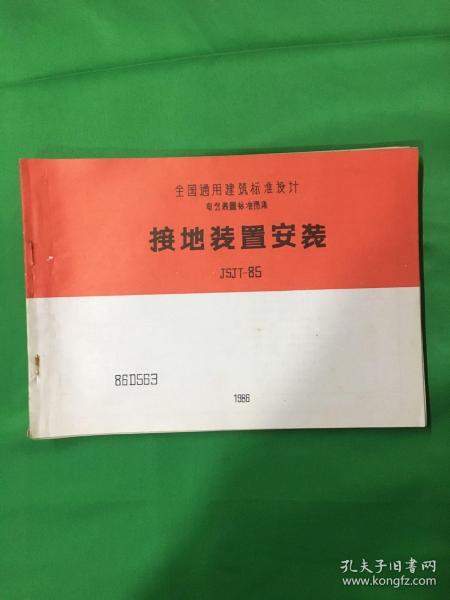 全国通用建筑标准设计
电气装置标准图集
接地装置安装
JSJT-85
86D563
1986
孔夫子旧书网
www.kongfz.com